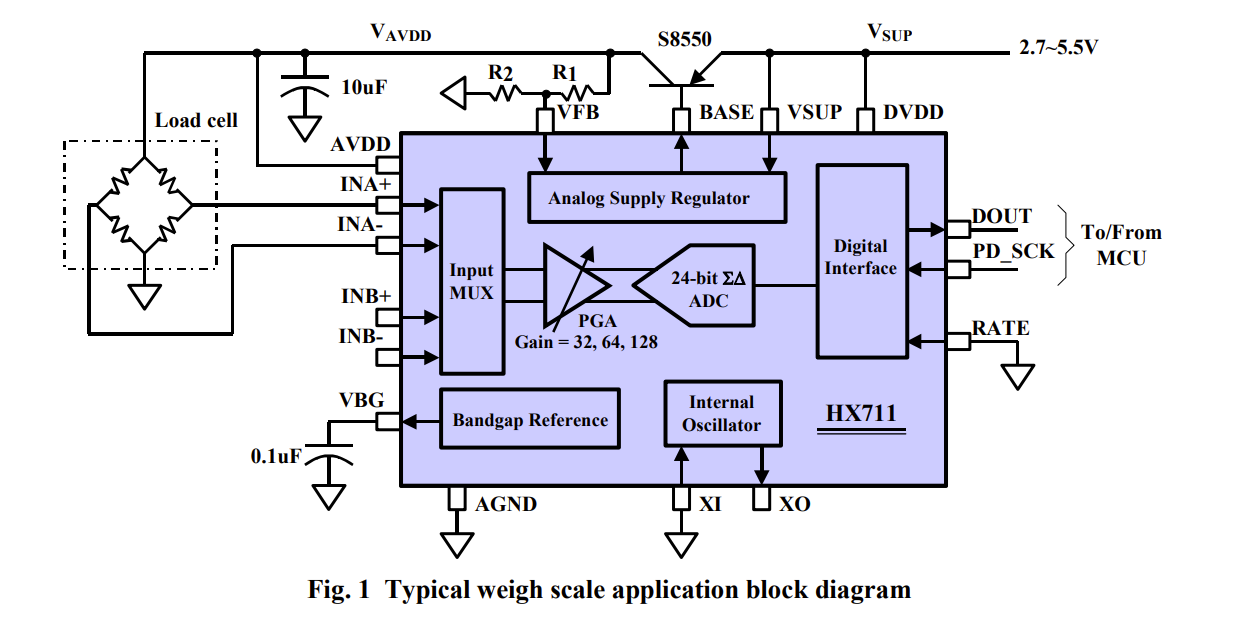 V_AVDD
S8550
V_SUP
2.7~5.5V
R2
R1
10uF
VFB
BASE
VSUP
DVDD
Load cell
AVDD
INA+
INA-
INB+
INB-
VBG
0.1uF
Analog Supply Regulator
Input
MUX
PGA
Gain = 32, 64, 128
24-bit ΣΔ
ADC
Digital
Interface
DOUT
PD_SCK
To/From
MCU
RATE
Bandgap Reference
Internal
Oscillator
HX711
AGND
XI
XO
Fig. 1 Typical weigh scale application block diagram